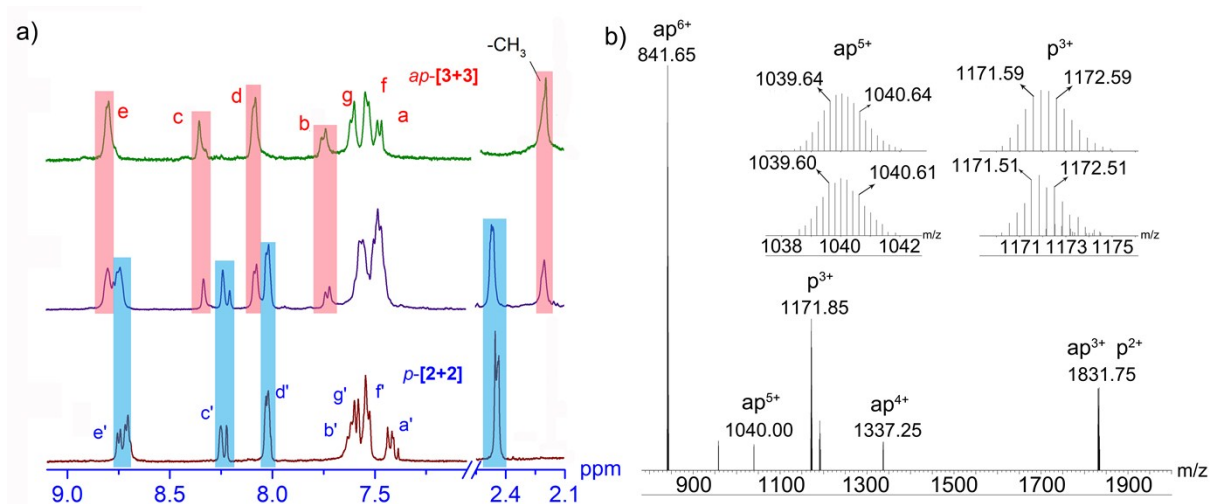 a)
-CH3
ap-[3+3]
e
c
d
b
g
f
a
p-[2+2]
e'
c'
d'
b'
g'
f'
a'
9.0 8.5 8.0 7.5 2.4 2.1
ppm
b)
ap6+
841.65
ap5+
1039.64
1040.64
1039.60
1040.61
1038 1040 1042 m/z
p3+
1171.59
1172.59
1171.51
1172.51
1171 1173 1175 m/z
p3+
1171.85
ap5+
1040.00
ap4+
1337.25
ap3+ p2+
1831.75
900 1100 1300 1500 1700 1900 m/z